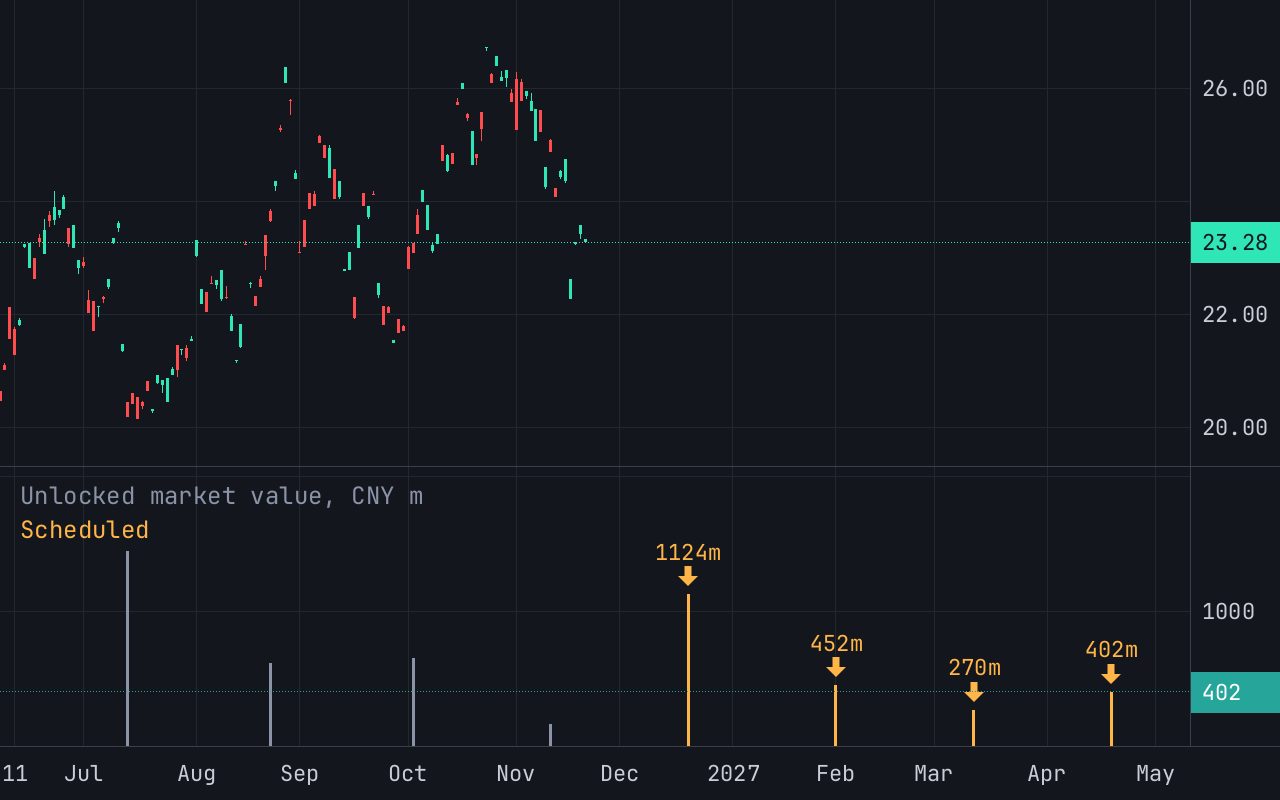 26.00
23.28
22.00
20.00
Unlocked market value, CNY m
Scheduled
1124m
452m
270m
402m
1000
402
11 Jul Aug Sep Oct Nov Dec 2027 Feb Mar Apr May